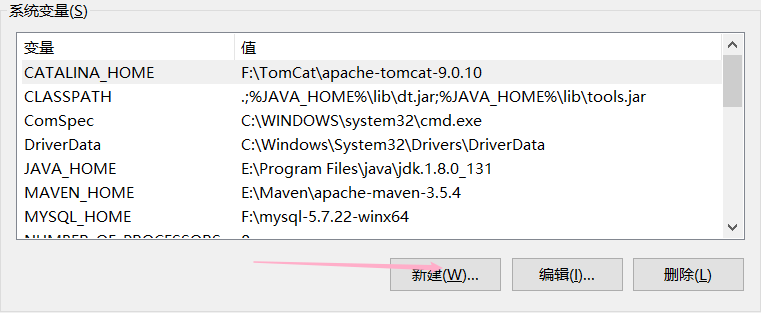 系统变量(S)
变量 值
CATALINA_HOME F:\TomCat\apache-tomcat-9.0.10
CLASSPATH .;%JAVA_HOME%\lib\dt.jar;%JAVA_HOME%\lib\tools.jar
ComSpec C:\WINDOWS\system32\cmd.exe
DriverData C:\Windows\System32\Drivers\DriverData
JAVA_HOME E:\Program Files\java\jdk.1.8.0_131
MAVEN_HOME E:\Maven\apache-maven-3.5.4
MYSQL_HOME F:\mysql-5.7.22-winx64
NUMBER_OF_PROCESSORS
新建(W)... 编辑(I)... 删除(L)